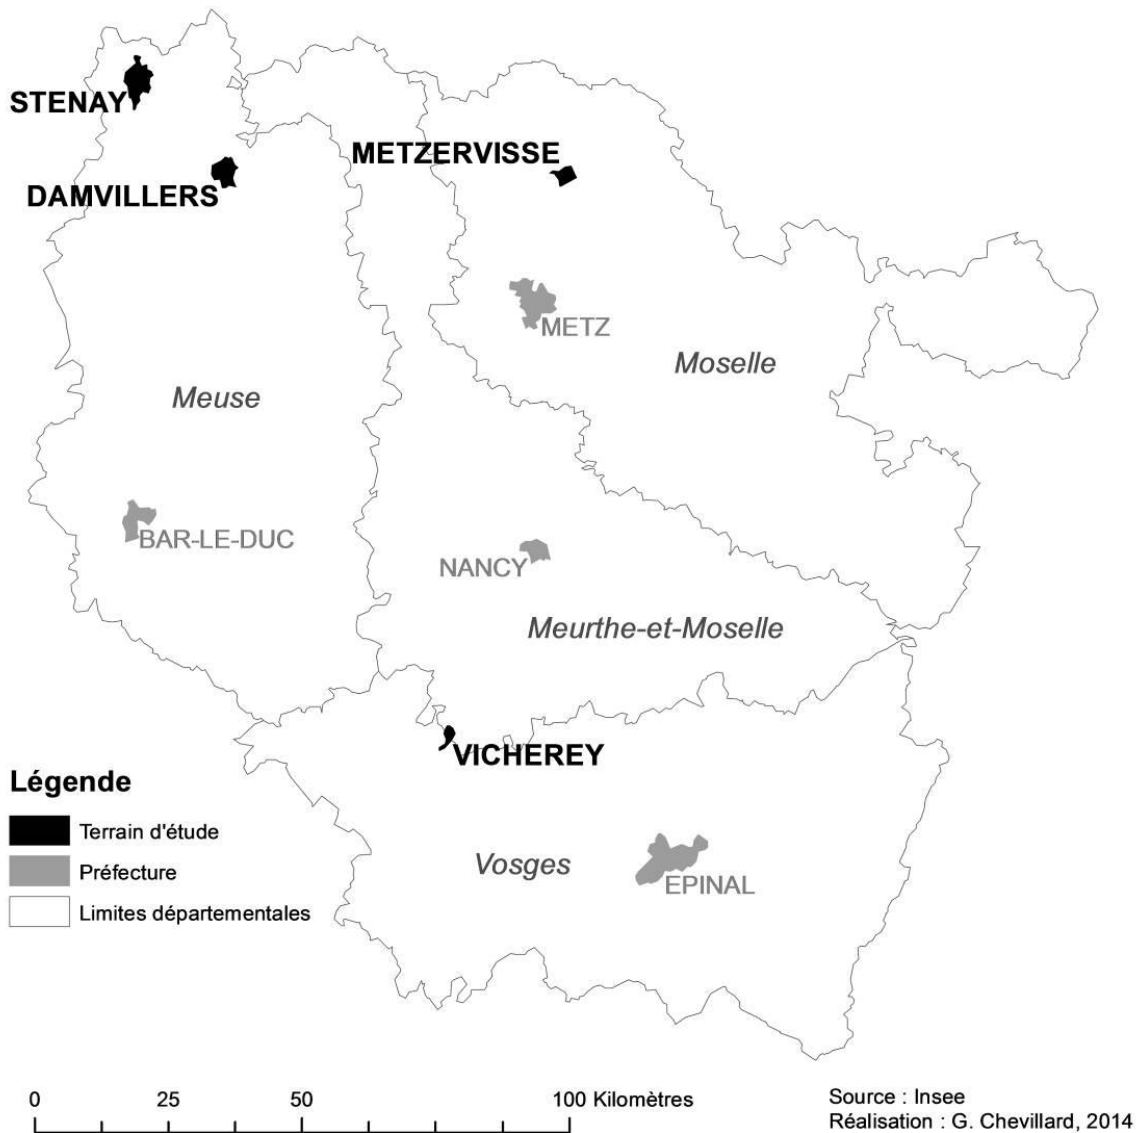 STENAY
METZERVISSE
DAMVILLERS
METZ
Moselle
Meuse
BAR-LE-DUC
NANCY
Meurthe-et-Moselle
VICHEREY
Légende
Terrain d'étude
Préfecture
Limites départementales
Vosges
EPINAL
0 25 50 100 Kilomètres
Source : Insee
Réalisation : G. Chevillard, 2014